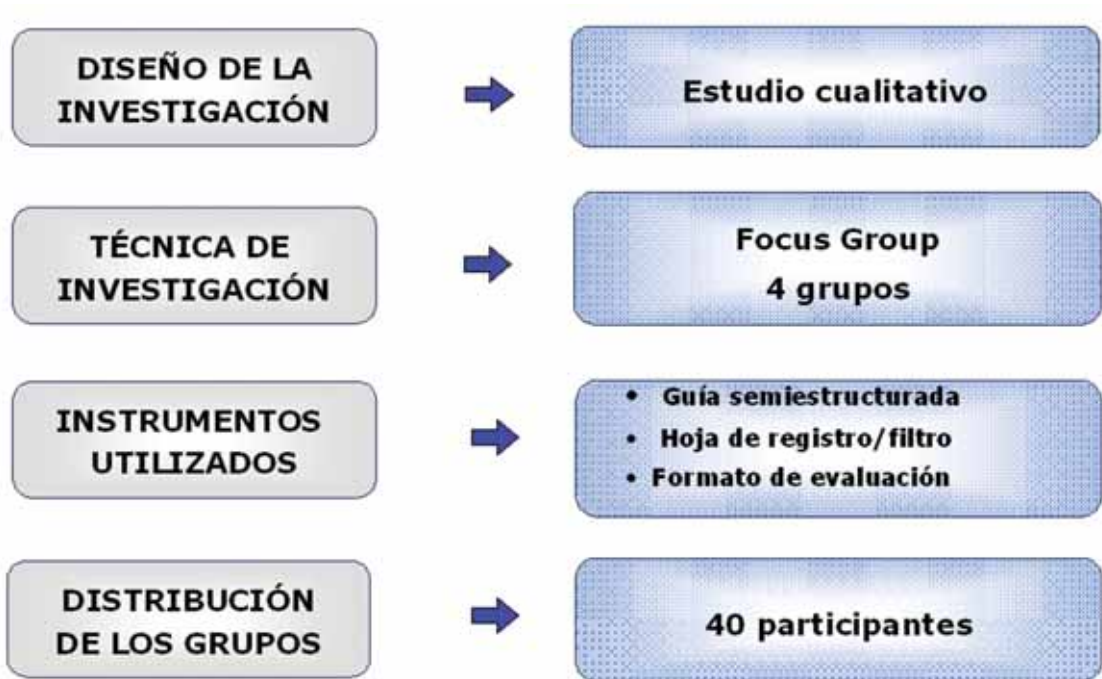 DISEÑO DE LA
INVESTIGACIÓN
Estudio cualitativo
TÉCNICA DE
INVESTIGACIÓN
Focus Group
4 grupos
INSTRUMENTOS
UTILIZADOS
• Guía semiestructurada
• Hoja de registro/filtro
• Formato de evaluación
DISTRIBUCIÓN
DE LOS GRUPOS
40 participantes